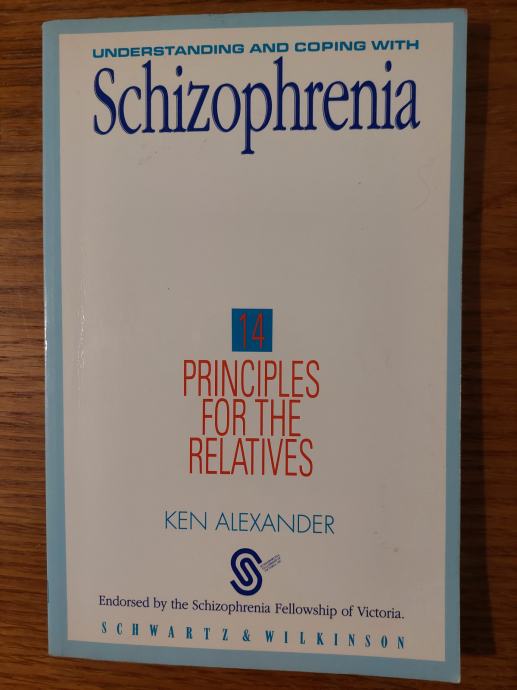 UNDERSTANDING AND COPING WITH
Schizophrenia
14
PRINCIPLES
FOR THE
RELATIVES
KEN ALEXANDER
Endorsed by the Schizophrenia Fellowship of Victoria.
SCHWARTZ & WILKINSON